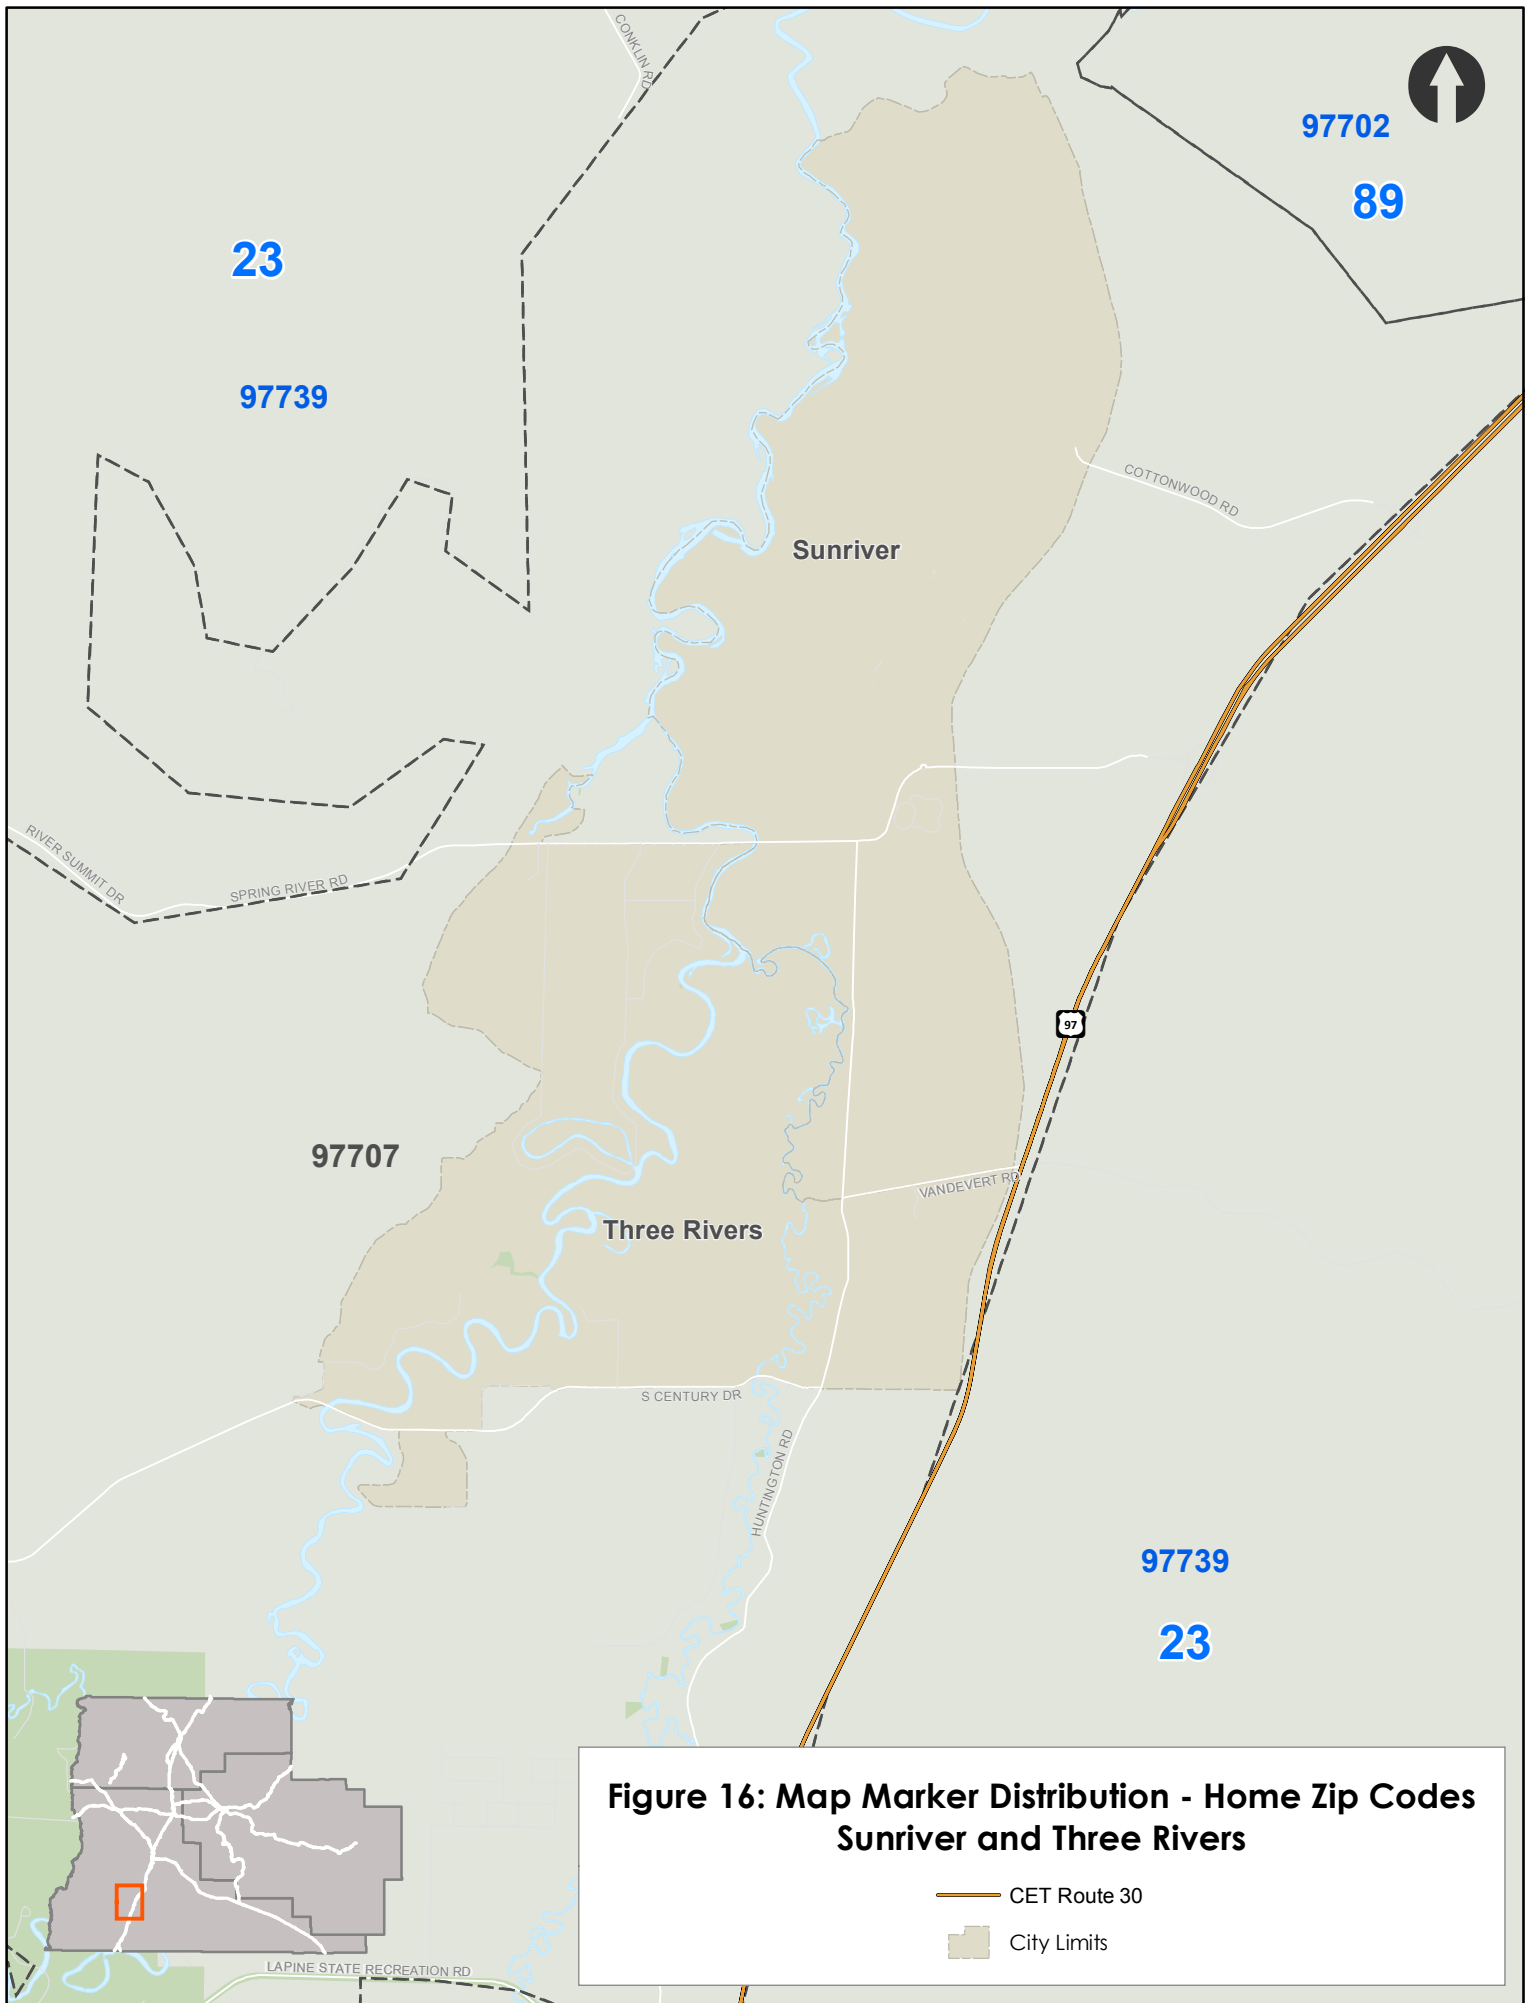 CONKLIN RD
97702
89
23
97739
COTTONWOOD RD
Sunriver
RIVER SUMMIT DR
SPRING RIVER RD
97
97707
VANDEVERT RD
Three Rivers
S CENTURY DR
HUNTINGTON RD
97739
23
Figure 16: Map Marker Distribution - Home Zip Codes
Sunriver and Three Rivers
CET Route 30
City Limits
LAPINE STATE RECREATION RD